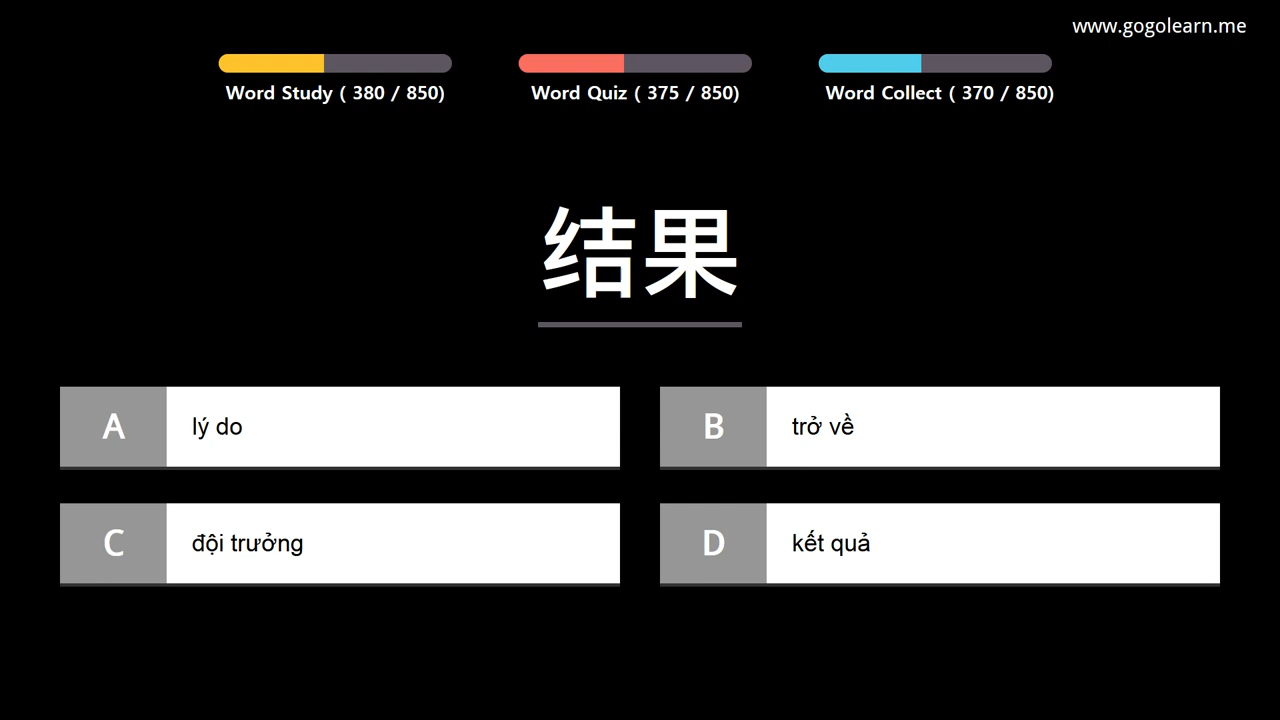 www.gogolearn.me
Word Study ( 380 / 850)
Word Quiz ( 375 / 850)
Word Collect ( 370 / 850)
结果
A lý do
B trở về
C đội trưởng
D kết quả